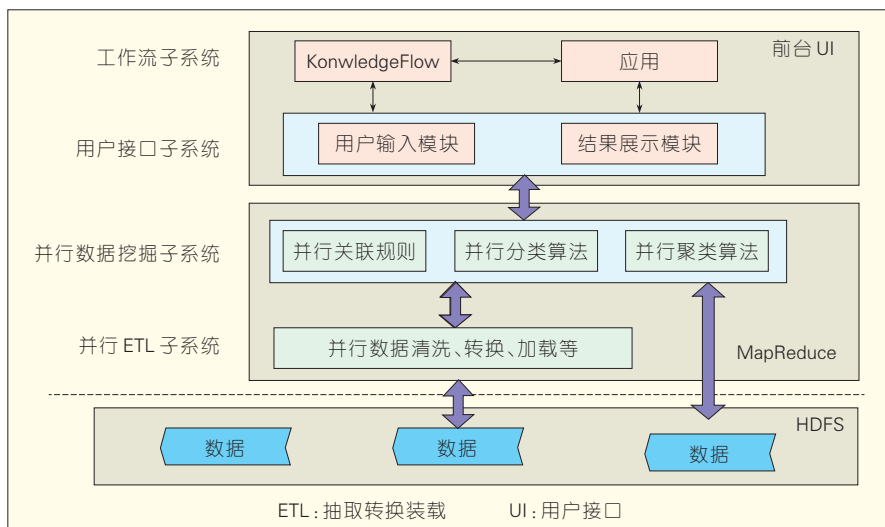 工作流子系统
KonwledgeFlow
应用
前台 UI
用户接口子系统
用户输入模块
结果展示模块
并行数据挖掘子系统
并行关联规则
并行分类算法
并行聚类算法
并行 ETL 子系统
并行数据清洗、转换、加载等
MapReduce
HDFS
数据
数据
数据
ETL:抽取转换装载 UI:用户接口